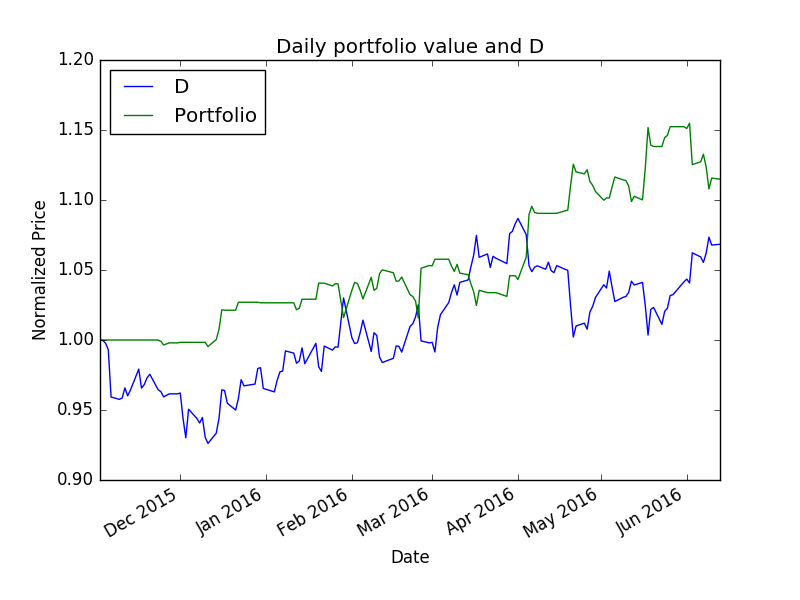 Daily portfolio value and D
D
Portfolio
1.20
1.15
1.10
1.05
1.00
0.95
0.90
Normalized Price
Dec 2015
Jan 2016
Feb 2016
Mar 2016
Apr 2016
May 2016
Jun 2016
Date